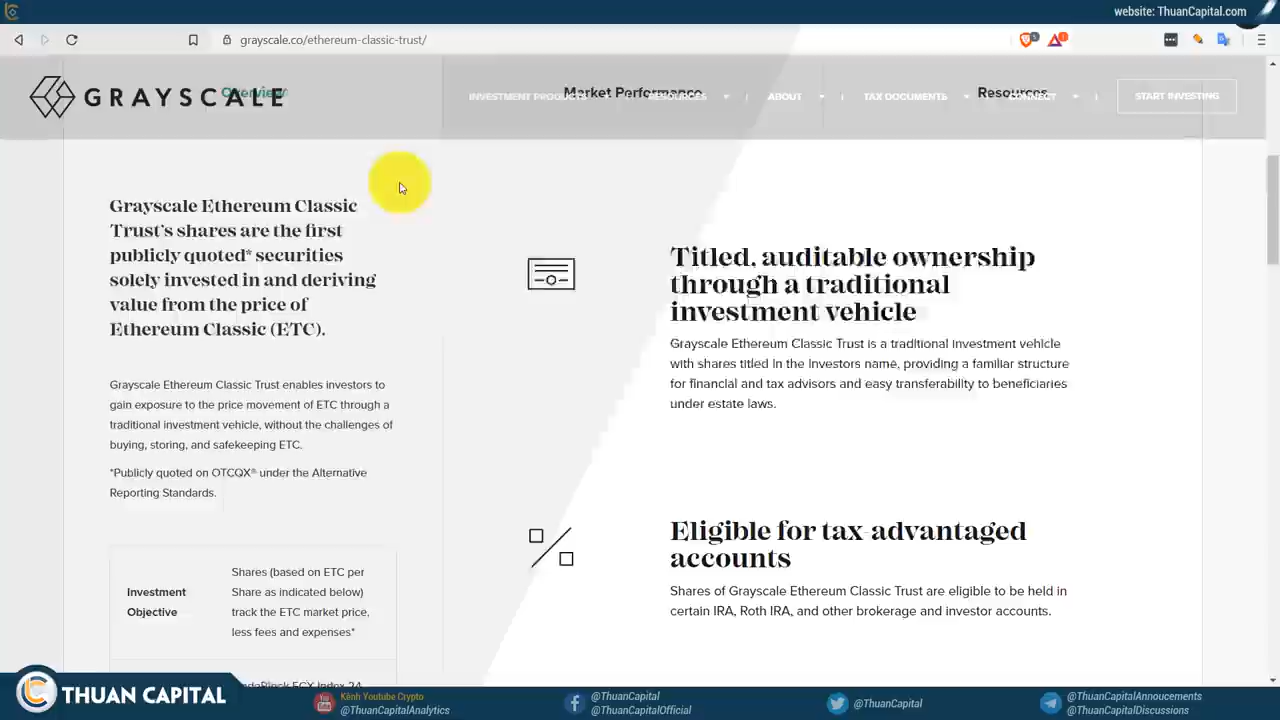 website: ThuanCapital.com
grayscale.co/ethereum-classic-trust/
GRAYSCALE
Overview
Market Performance
Resources
INVESTMENT PRODUCTS
RESOURCES
ABOUT
TAX DOCUMENTS
CONNECT
START INVESTING
Grayscale Ethereum Classic
Trust's shares are the first
publicly quoted* securities
solely invested in and deriving
value from the price of
Ethereum Classic (ETC).
Grayscale Ethereum Classic Trust enables investors to
gain exposure to the price movement of ETC through a
traditional investment vehicle, without the challenges of
buying, storing, and safekeeping ETC.
*Publicly quoted on OTCQX® under the Alternative
Reporting Standards.
Investment
Objective
Shares (based on ETC per
Share as indicated below)
track the ETC market price,
less fees and expenses*
Titled, auditable ownership
through a traditional
investment vehicle
Grayscale Ethereum Classic Trust is a traditional investment vehicle
with shares titled in the investors name, providing a familiar structure
for financial and tax advisors and easy transferability to beneficiaries
under estate laws.
Eligible for tax-advantaged
accounts
Shares of Grayscale Ethereum Classic Trust are eligible to be held in
certain IRA, Roth IRA, and other brokerage and investor accounts.
THUAN CAPITAL
Kênh Youtube Crypto
@ThuanCapitalAnalytics
@ThuanCapital
@ThuanCapitalOfficial
@ThuanCapital
@ThuanCapitalAnnoucements
@ThuanCapitalDiscussions